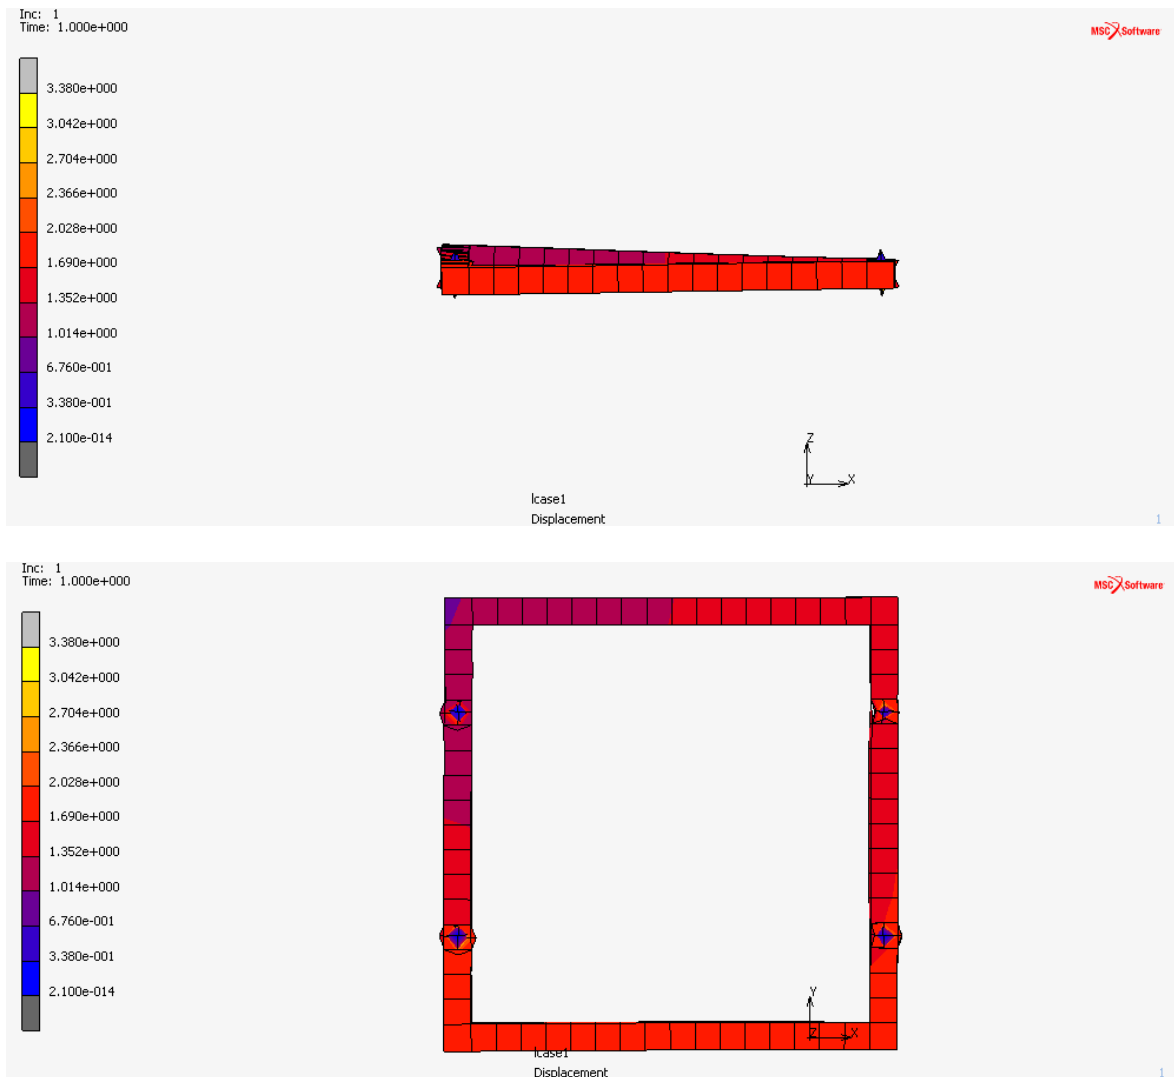 Inc: 1
Time: 1.000e+000
MSC Software
3.380e+000
3.042e+000
2.704e+000
2.366e+000
2.028e+000
1.690e+000
1.352e+000
1.014e+000
6.760e-001
3.380e-001
2.100e-014
Z
Y X
lcase1
Displacement
1
Inc: 1
Time: 1.000e+000
MSC Software
3.380e+000
3.042e+000
2.704e+000
2.366e+000
2.028e+000
1.690e+000
1.352e+000
1.014e+000
6.760e-001
3.380e-001
2.100e-014
Y
Z X
lcase1
Displacement
1